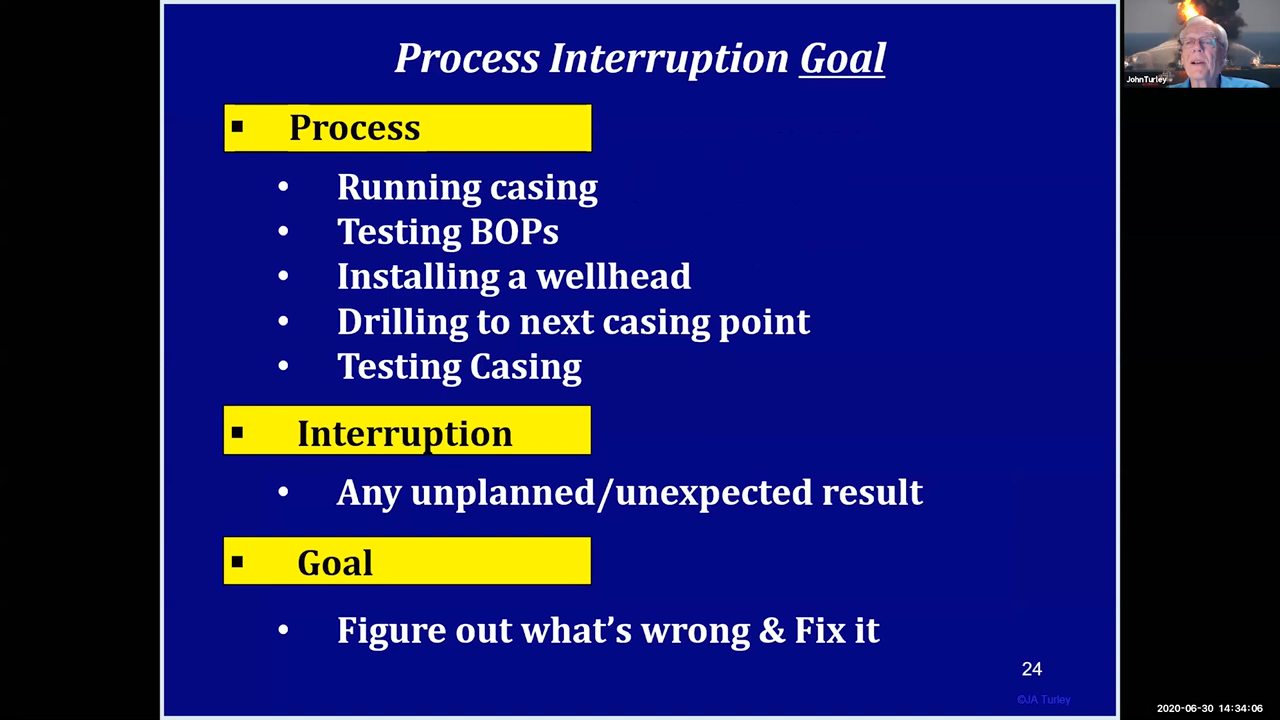 Process Interruption Goal
▪ Process
• Running casing
• Testing BOPs
• Installing a wellhead
• Drilling to next casing point
• Testing Casing
▪ Interruption
• Any unplanned/unexpected result
▪ Goal
• Figure out what’s wrong & Fix it
24
©JA Turley
JohnTurley
2020-06-30 14:34:06